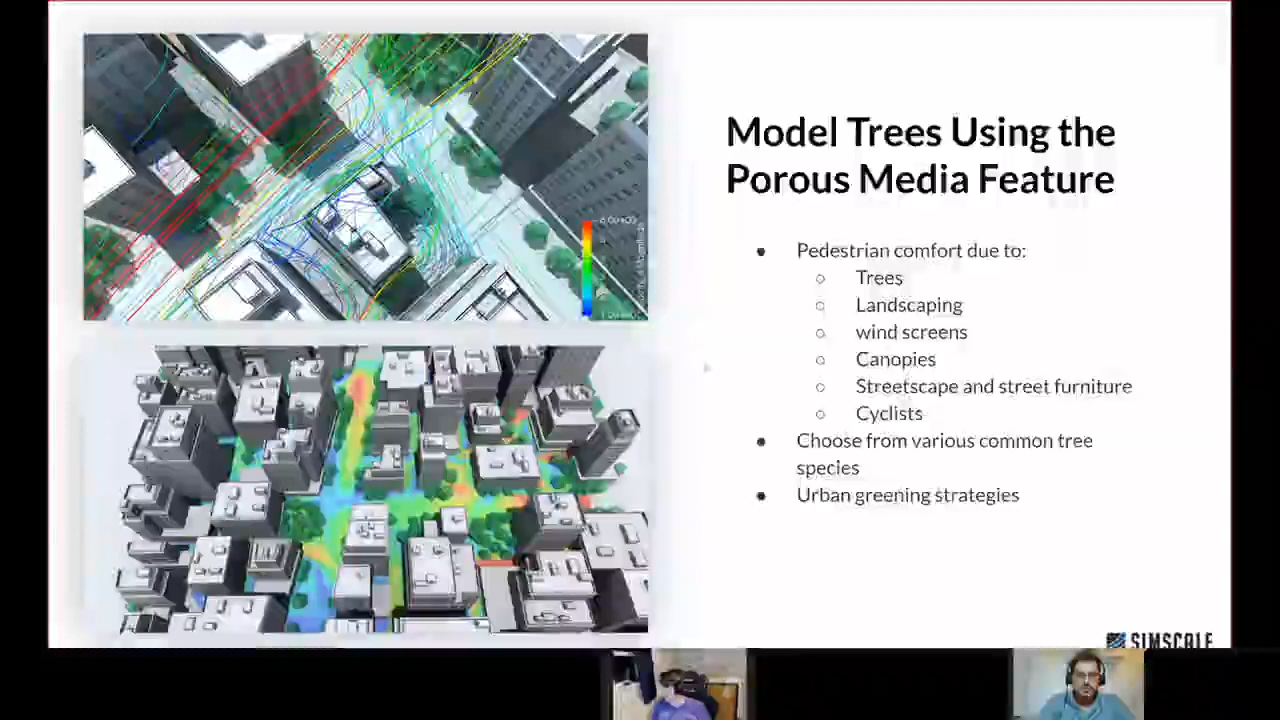 Model Trees Using the
Porous Media Feature
Pedestrian comfort due to:
Trees
Landscaping
wind screens
Canopies
Streetscape and street furniture
Cyclists
Choose from various common tree
species
Urban greening strategies
SIMSCALE